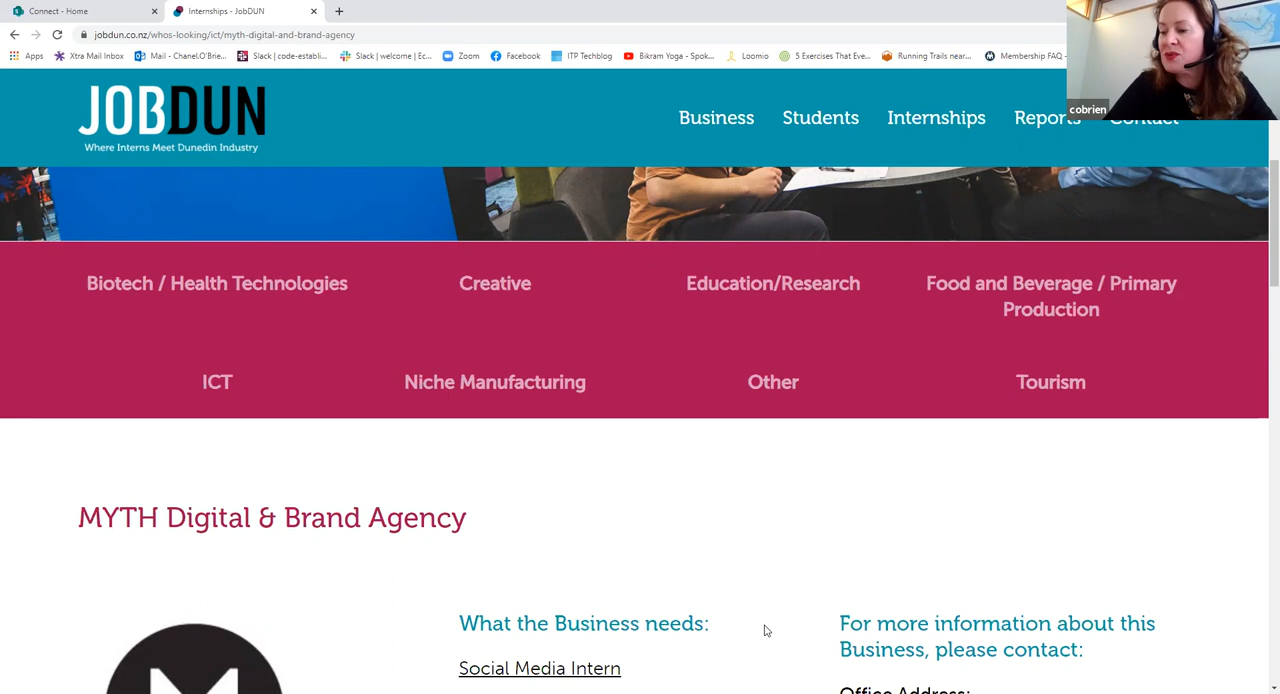 Connect - Home
Internships - JobDUN
jobdun.co.nz/whos-looking/ict/myth-digital-and-brand-agency
Apps
Xtra Mail Inbox
Mail - Chanel.O'Brie...
Slack | code-establi...
Slack | welcome | Ec...
Zoom
Facebook
ITP Techblog
Bikram Yoga - Spok...
Loomio
5 Exercises That Eve...
Running Trails near...
Membership FAQ -
cobrien
JOBDUN
Where Interns Meet Dunedin Industry
Business
Students
Internships
Reports
Contact
Biotech / Health Technologies
Creative
Education/Research
Food and Beverage / Primary
Production
ICT
Niche Manufacturing
Other
Tourism
MYTH Digital & Brand Agency
What the Business needs:
Social Media Intern
For more information about this
Business, please contact:
Office Address: